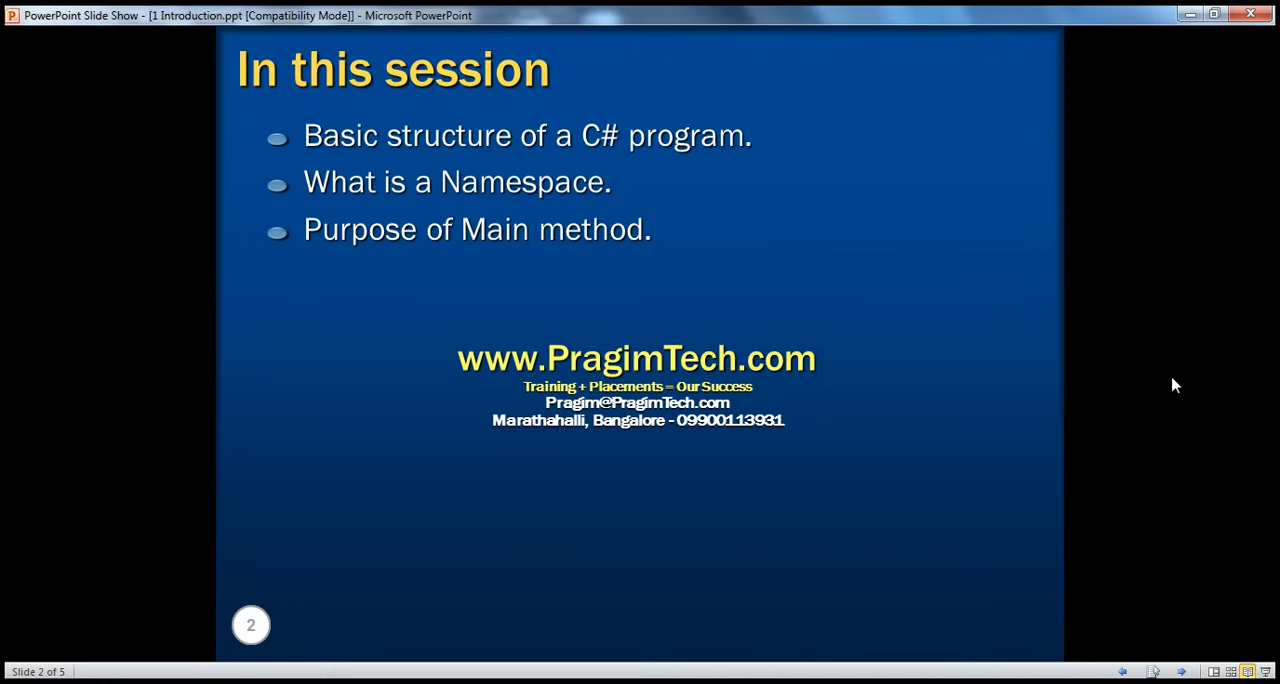 PowerPoint Slide Show - [1 Introduction.ppt [Compatibility Mode]] - Microsoft PowerPoint
In this session
Basic structure of a C# program.
What is a Namespace.
Purpose of Main method.
www.PragimTech.com
Training + Placements = Our Success
Pragim@PragimTech.com
Marathahalli, Bangalore - 09900113931
2
Slide 2 of 5